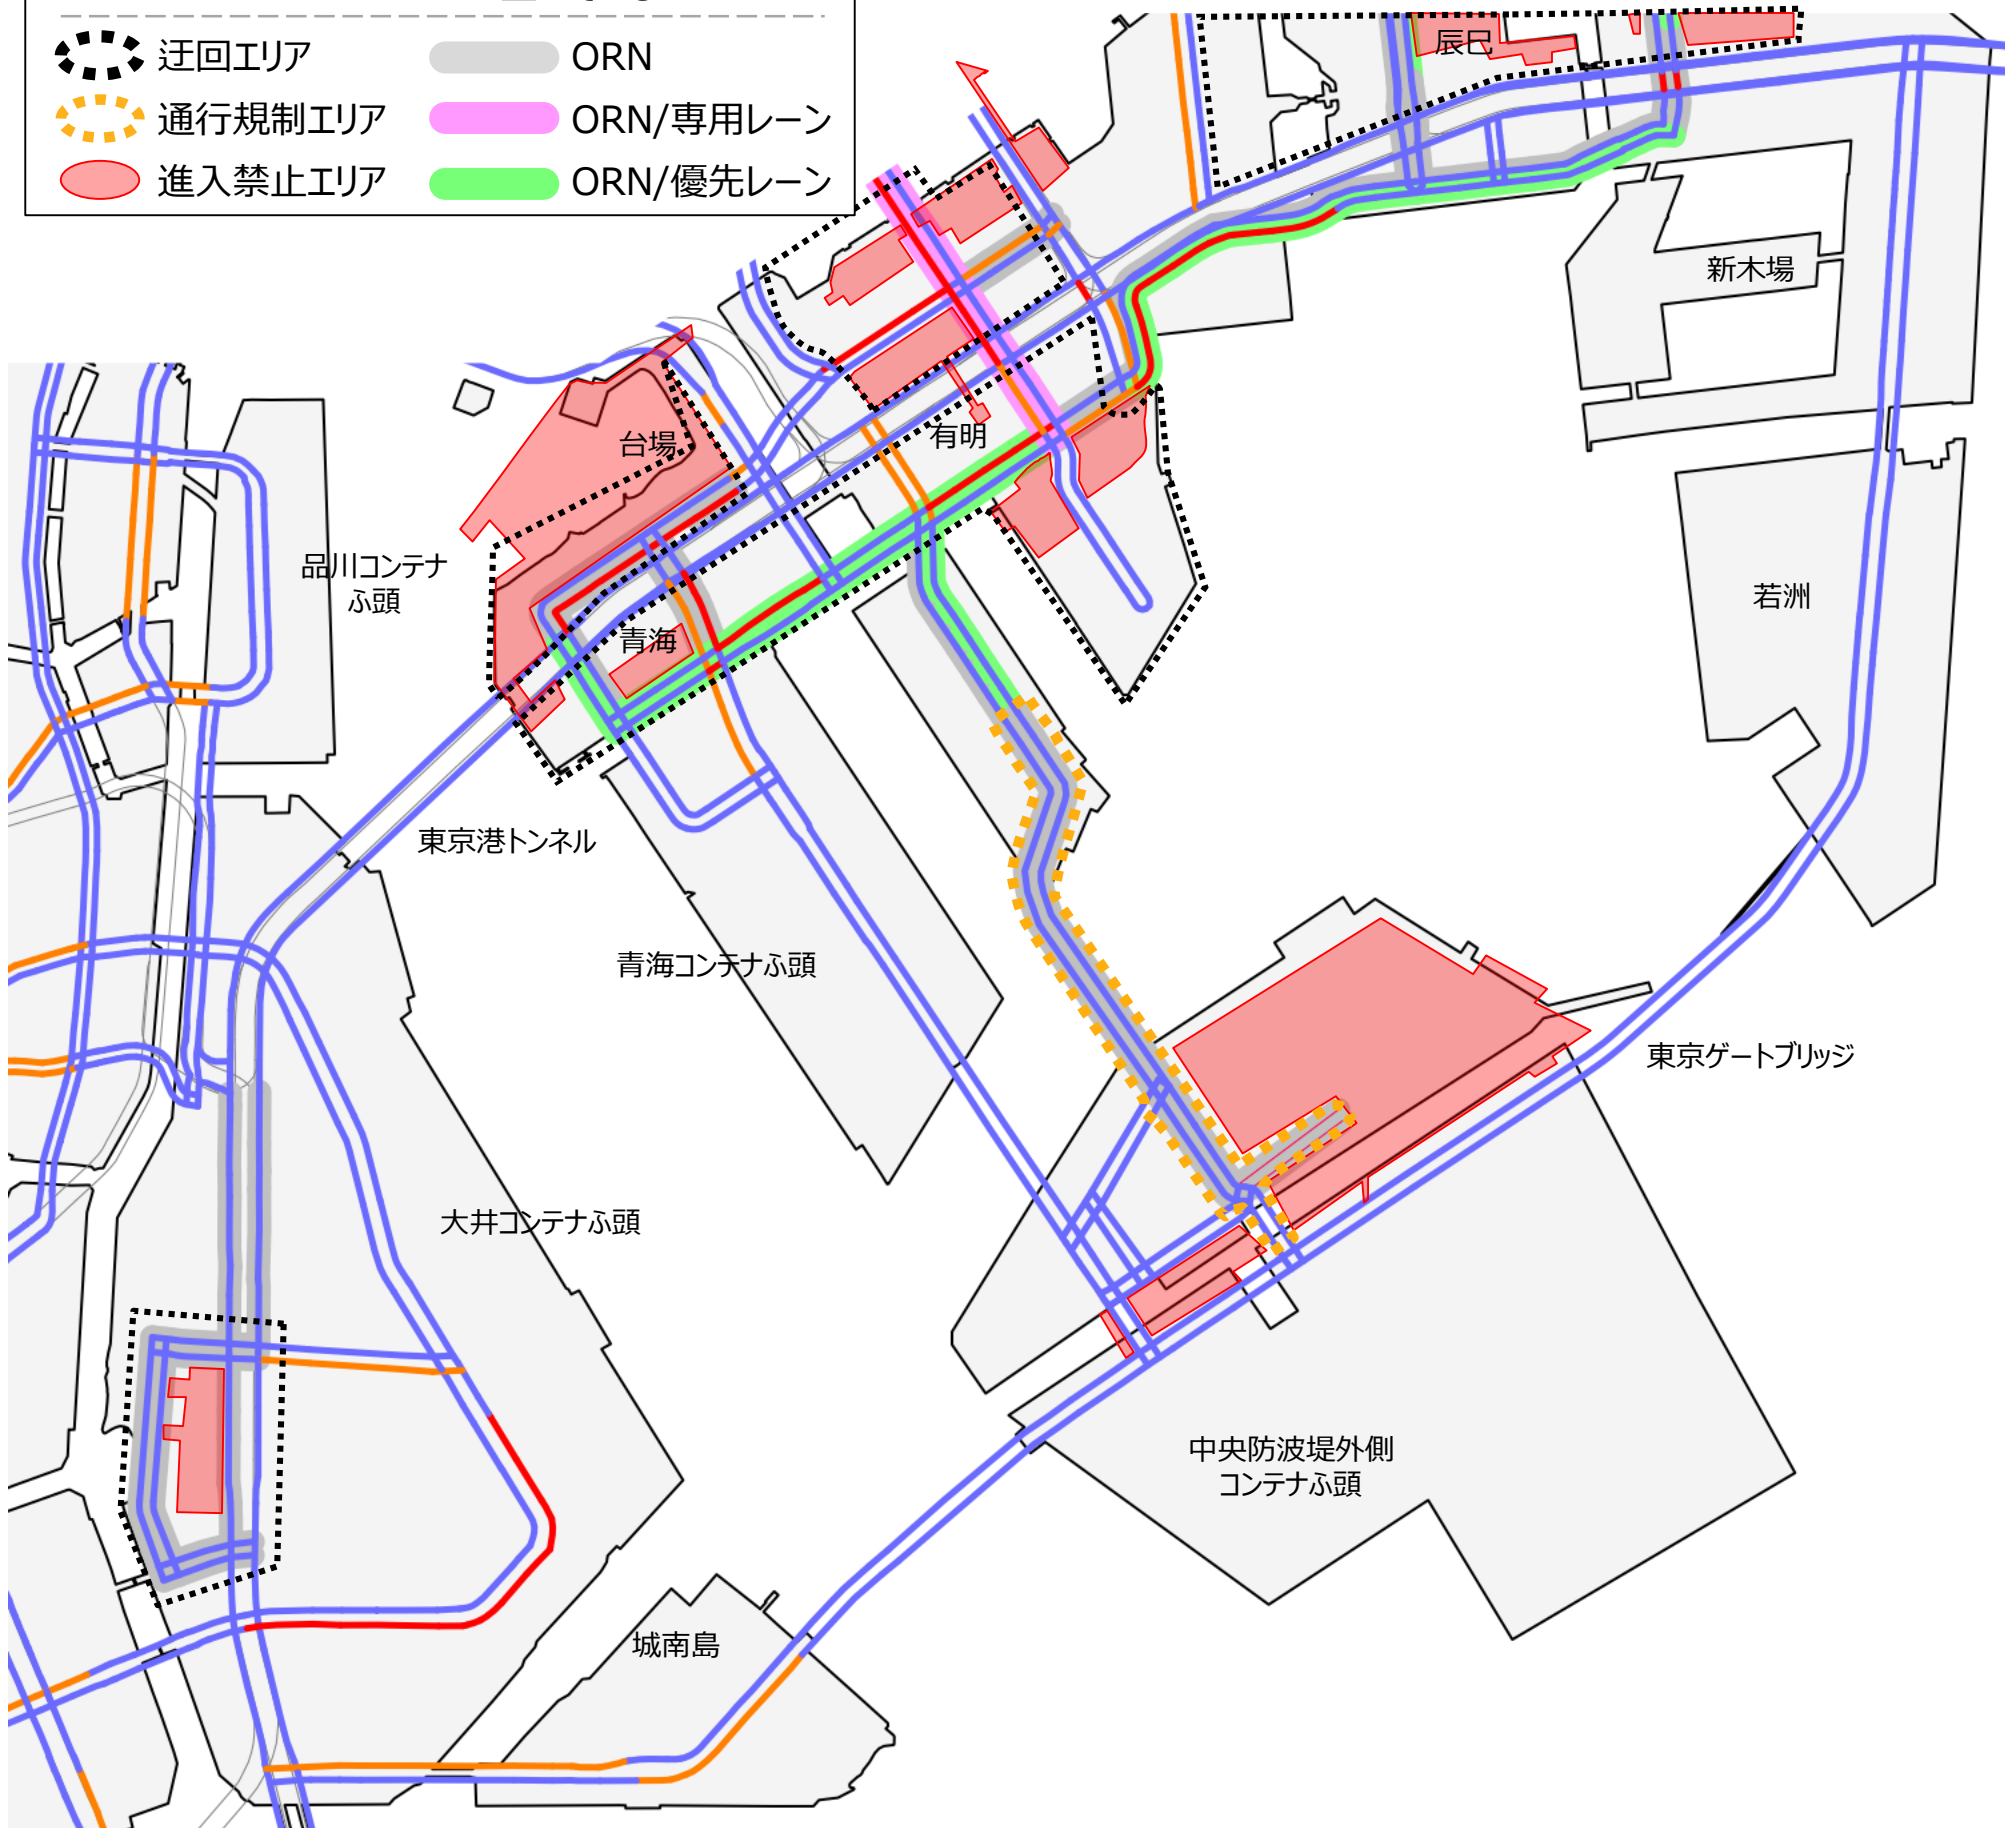 迂回エリア
ORN
通行規制エリア
ORN/専用レーン
進入禁止エリア
ORN/優先レーン
辰巳
新木場
有明
台場
品川コンテナ
ふ頭
青海
若洲
東京港トンネル
青海コンテナふ頭
東京ゲートブリッジ
大井コンテナふ頭
中央防波堤外側
コンテナふ頭
城南島